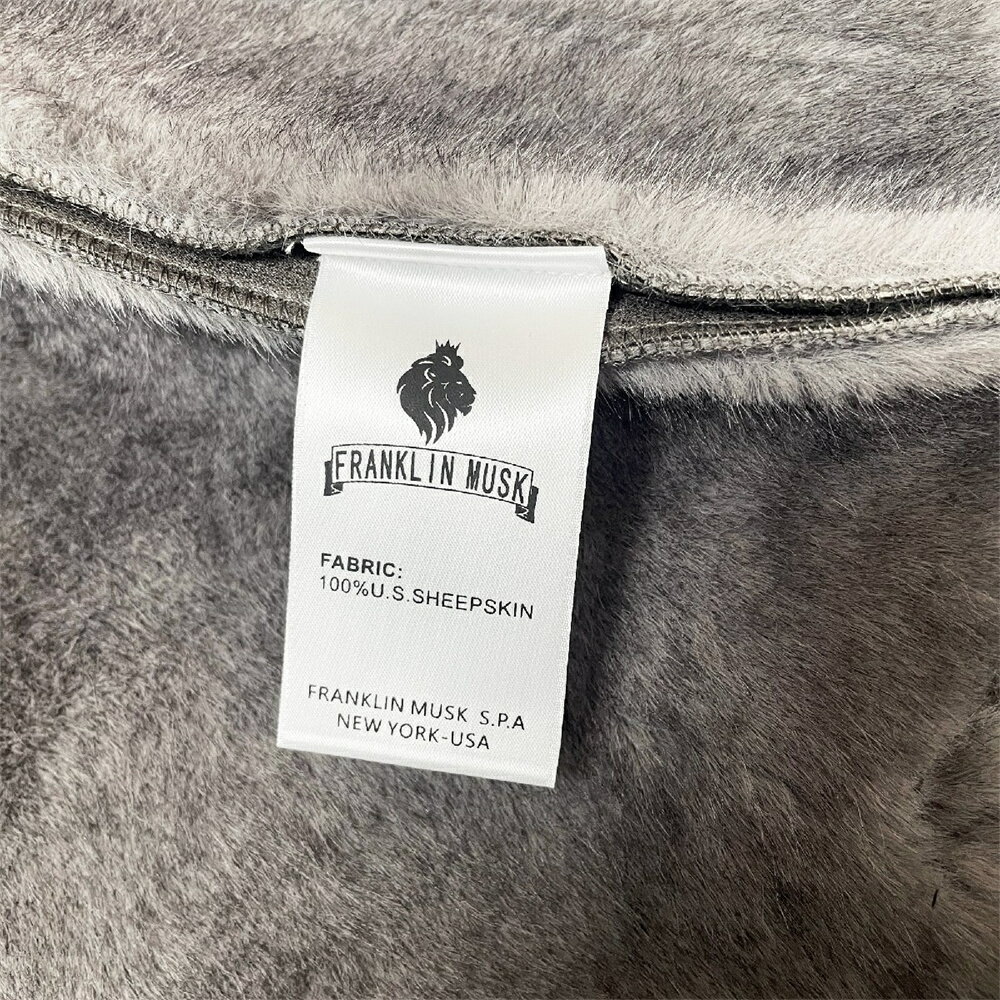 FRANKLIN MUSK
FABRIC:
100%U.S.SHEEPSKIN
FRANKLIN MUSK S.P.A
NEW YORK-USA